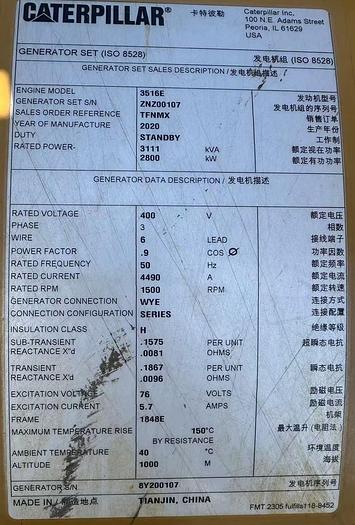 CATERPILLAR® 卡特彼勒 Caterpillar Inc.
100 N.E. Adams Street
Peoria, IL 61629
USA
GENERATOR SET (ISO 8528) 发电机组 (ISO 8528)
GENERATOR SET SALES DESCRIPTION / 发电机组描述
ENGINE MODEL 3516E 发动机型号
GENERATOR SET S/N ZNZ00107 发电机组的序列号
SALES ORDER REFERENCE TFNMX 销售订单
YEAR OF MANUFACTURE 2020 生产年份
DUTY STANDBY 工作制
RATED POWER- 3111 kVA 额定视在功率
2800 kW 额定有功功率
GENERATOR DATA DESCRIPTION / 发电机描述
RATED VOLTAGE 400 V 额定电压
PHASE 3 相数
WIRE 6 LEAD 接线端子
POWER FACTOR .9 COS Ø 功率因数
RATED FREQUENCY 50 Hz 额定频率
RATED CURRENT 4490 A 额定电流
RATED RPM 1500 RPM 额定转速
GENERATOR CONNECTION WYE 连接方式
CONNECTION CONFIGURATION SERIES 连接配置
INSULATION CLASS H 绝缘等级
SUB-TRANSIENT .1575 PER UNIT 超瞬态电抗
REACTANCE X"d .0081 OHMS
TRANSIENT .1867 PER UNIT 瞬态电抗
REACTANCE X'd .0096 OHMS
EXCITATION VOLTAGE 76 VOLTS 励磁电压
EXCITATION CURRENT 5.7 AMPS 励磁电流
FRAME 1848E 机架
MAXIMUM TEMPERATURE RISE 150°C 最大温升 (电阻法)
BY RESISTANCE
AMBIENT TEMPERATURE 40 °C 环境温度
ALTITUDE 1000 M 海拔
GENERATOR S/N 8Y200107 发电机序列号
MADE IN / 制造地点 TIANJIN, CHINA
FMT 2305 fulfills118-8452